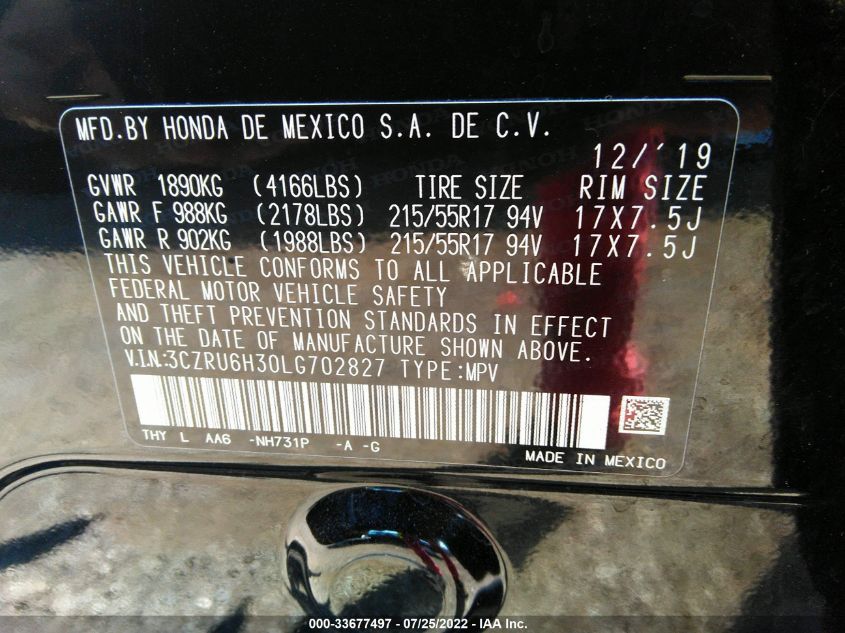 MFD.BY HONDA DE MEXICO S.A. DE C.V.
12/'19
GVWR 1890KG (4166LBS) TIRE SIZE RIM SIZE
GAWR F 988KG (2178LBS) 215/55R17 94V 17X7.5J
GAWR R 902KG (1988LBS) 215/55R17 94V 17X7.5J
THIS VEHICLE CONFORMS TO ALL APPLICABLE
FEDERAL MOTOR VEHICLE SAFETY
AND THEFT PREVENTION STANDARDS IN EFFECT
ON THE DATE OF MANUFACTURE SHOWN ABOVE.
V.I.N:3CZRU6H30LG702827 TYPE:MPV
THY L AA6 -NH731P -A -G
MADE IN MEXICO
000-33677497 - 07/25/2022 - IAA Inc.